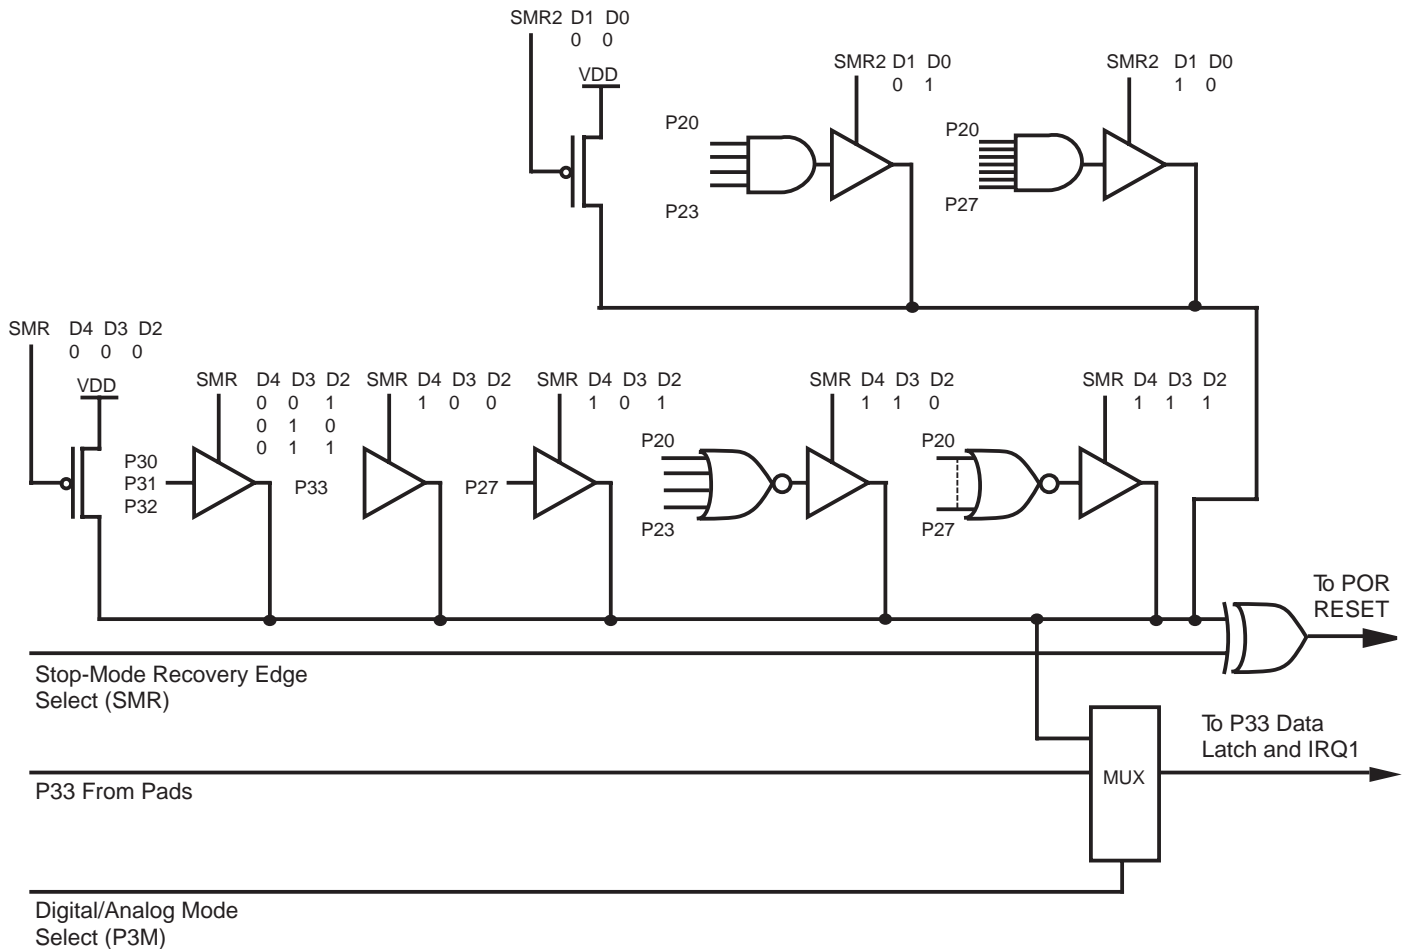 SMR2 D1 D0
0 0
VDD
SMR2 D1 D0
0 1
P20
P23
SMR2 D1 D0
1 0
P20
P27
SMR D4 D3 D2
0 0 0
VDD
SMR D4 D3 D2
0 0 1
0 1 0
0 1 1
P30
P31
P32
SMR D4 D3 D2
1 0 0
P33
SMR D4 D3 D2
1 0 1
P27
SMR D4 D3 D2
1 1 0
P20
P23
SMR D4 D3 D2
1 1 1
P20
P27
To POR
RESET
Stop-Mode Recovery Edge
Select (SMR)
To P33 Data
Latch and IRQ1
MUX
P33 From Pads
Digital/Analog Mode
Select (P3M)